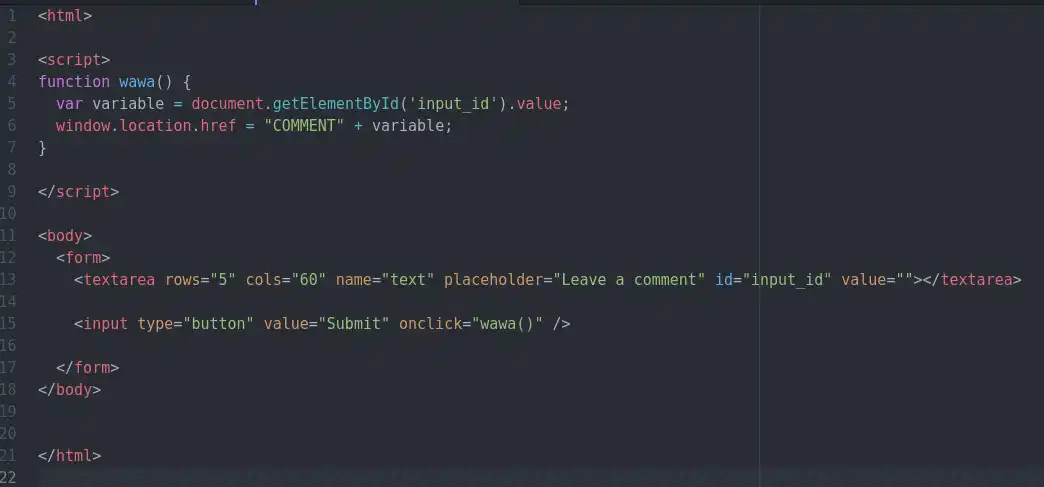 1 <html>
2
3 <script>
4 function wawa() {
5   var variable = document.getElementById('input_id').value;
6   window.location.href = "COMMENT" + variable;
7 }
8
9 </script>
10
11 <body>
12   <form>
13     <textarea rows="5" cols="60" name="text" placeholder="Leave a comment" id="input_id" value=""></textarea>
14
15     <input type="button" value="Submit" onclick="wawa()" />
16
17   </form>
18 </body>
19
20
21 </html>
22